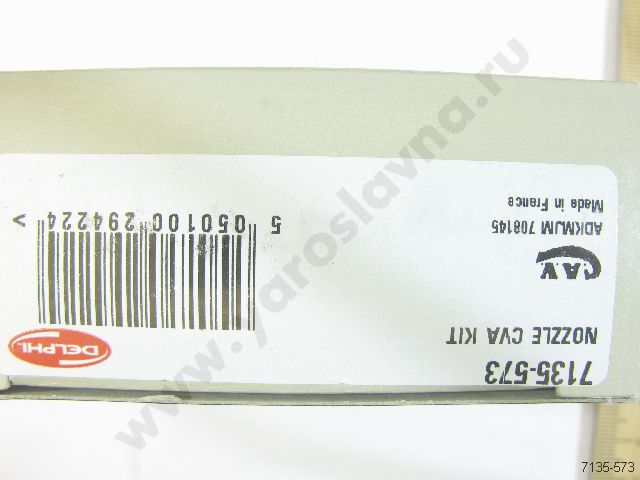 7135-573
NOZZLE CVA KIT
DELPHI
C.A.V.
ADKMJM 708145
Made in France
5 050100 294224 >
www.yaroslavna.ru
7135-573